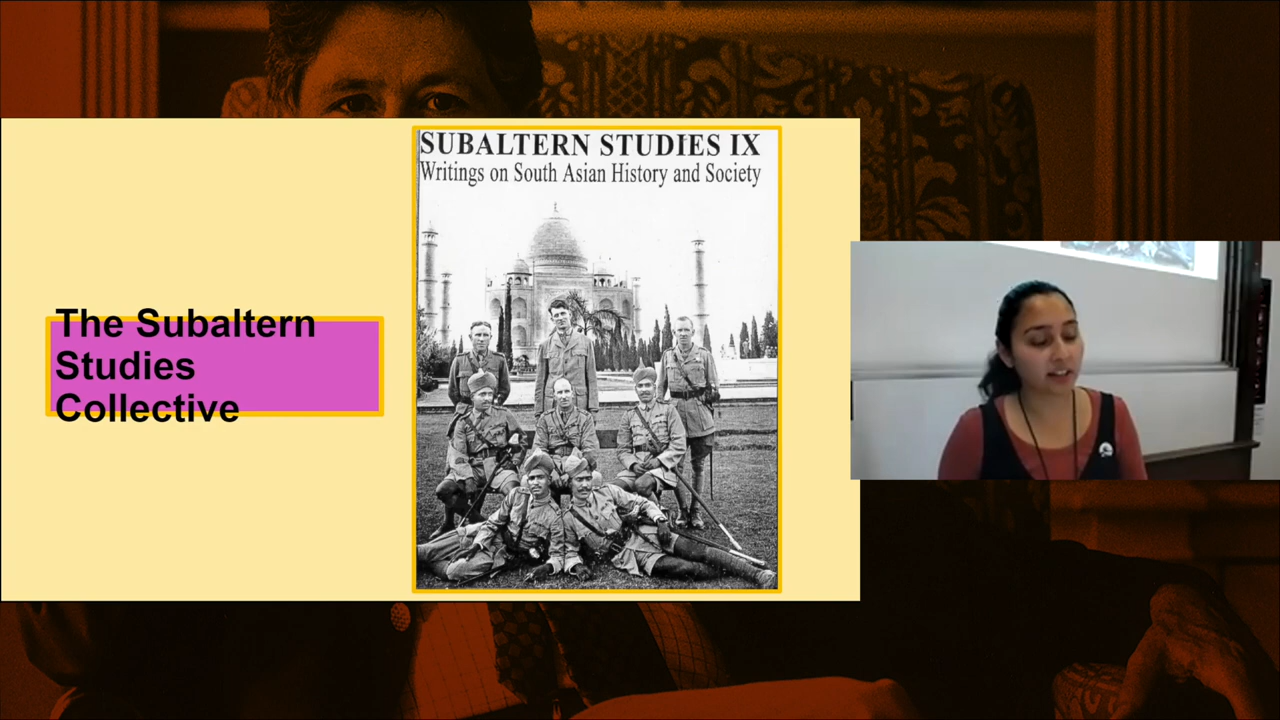 The Subaltern
Studies
Collective
SUBALTERN STUDIES IX
Writings on South Asian History and Society